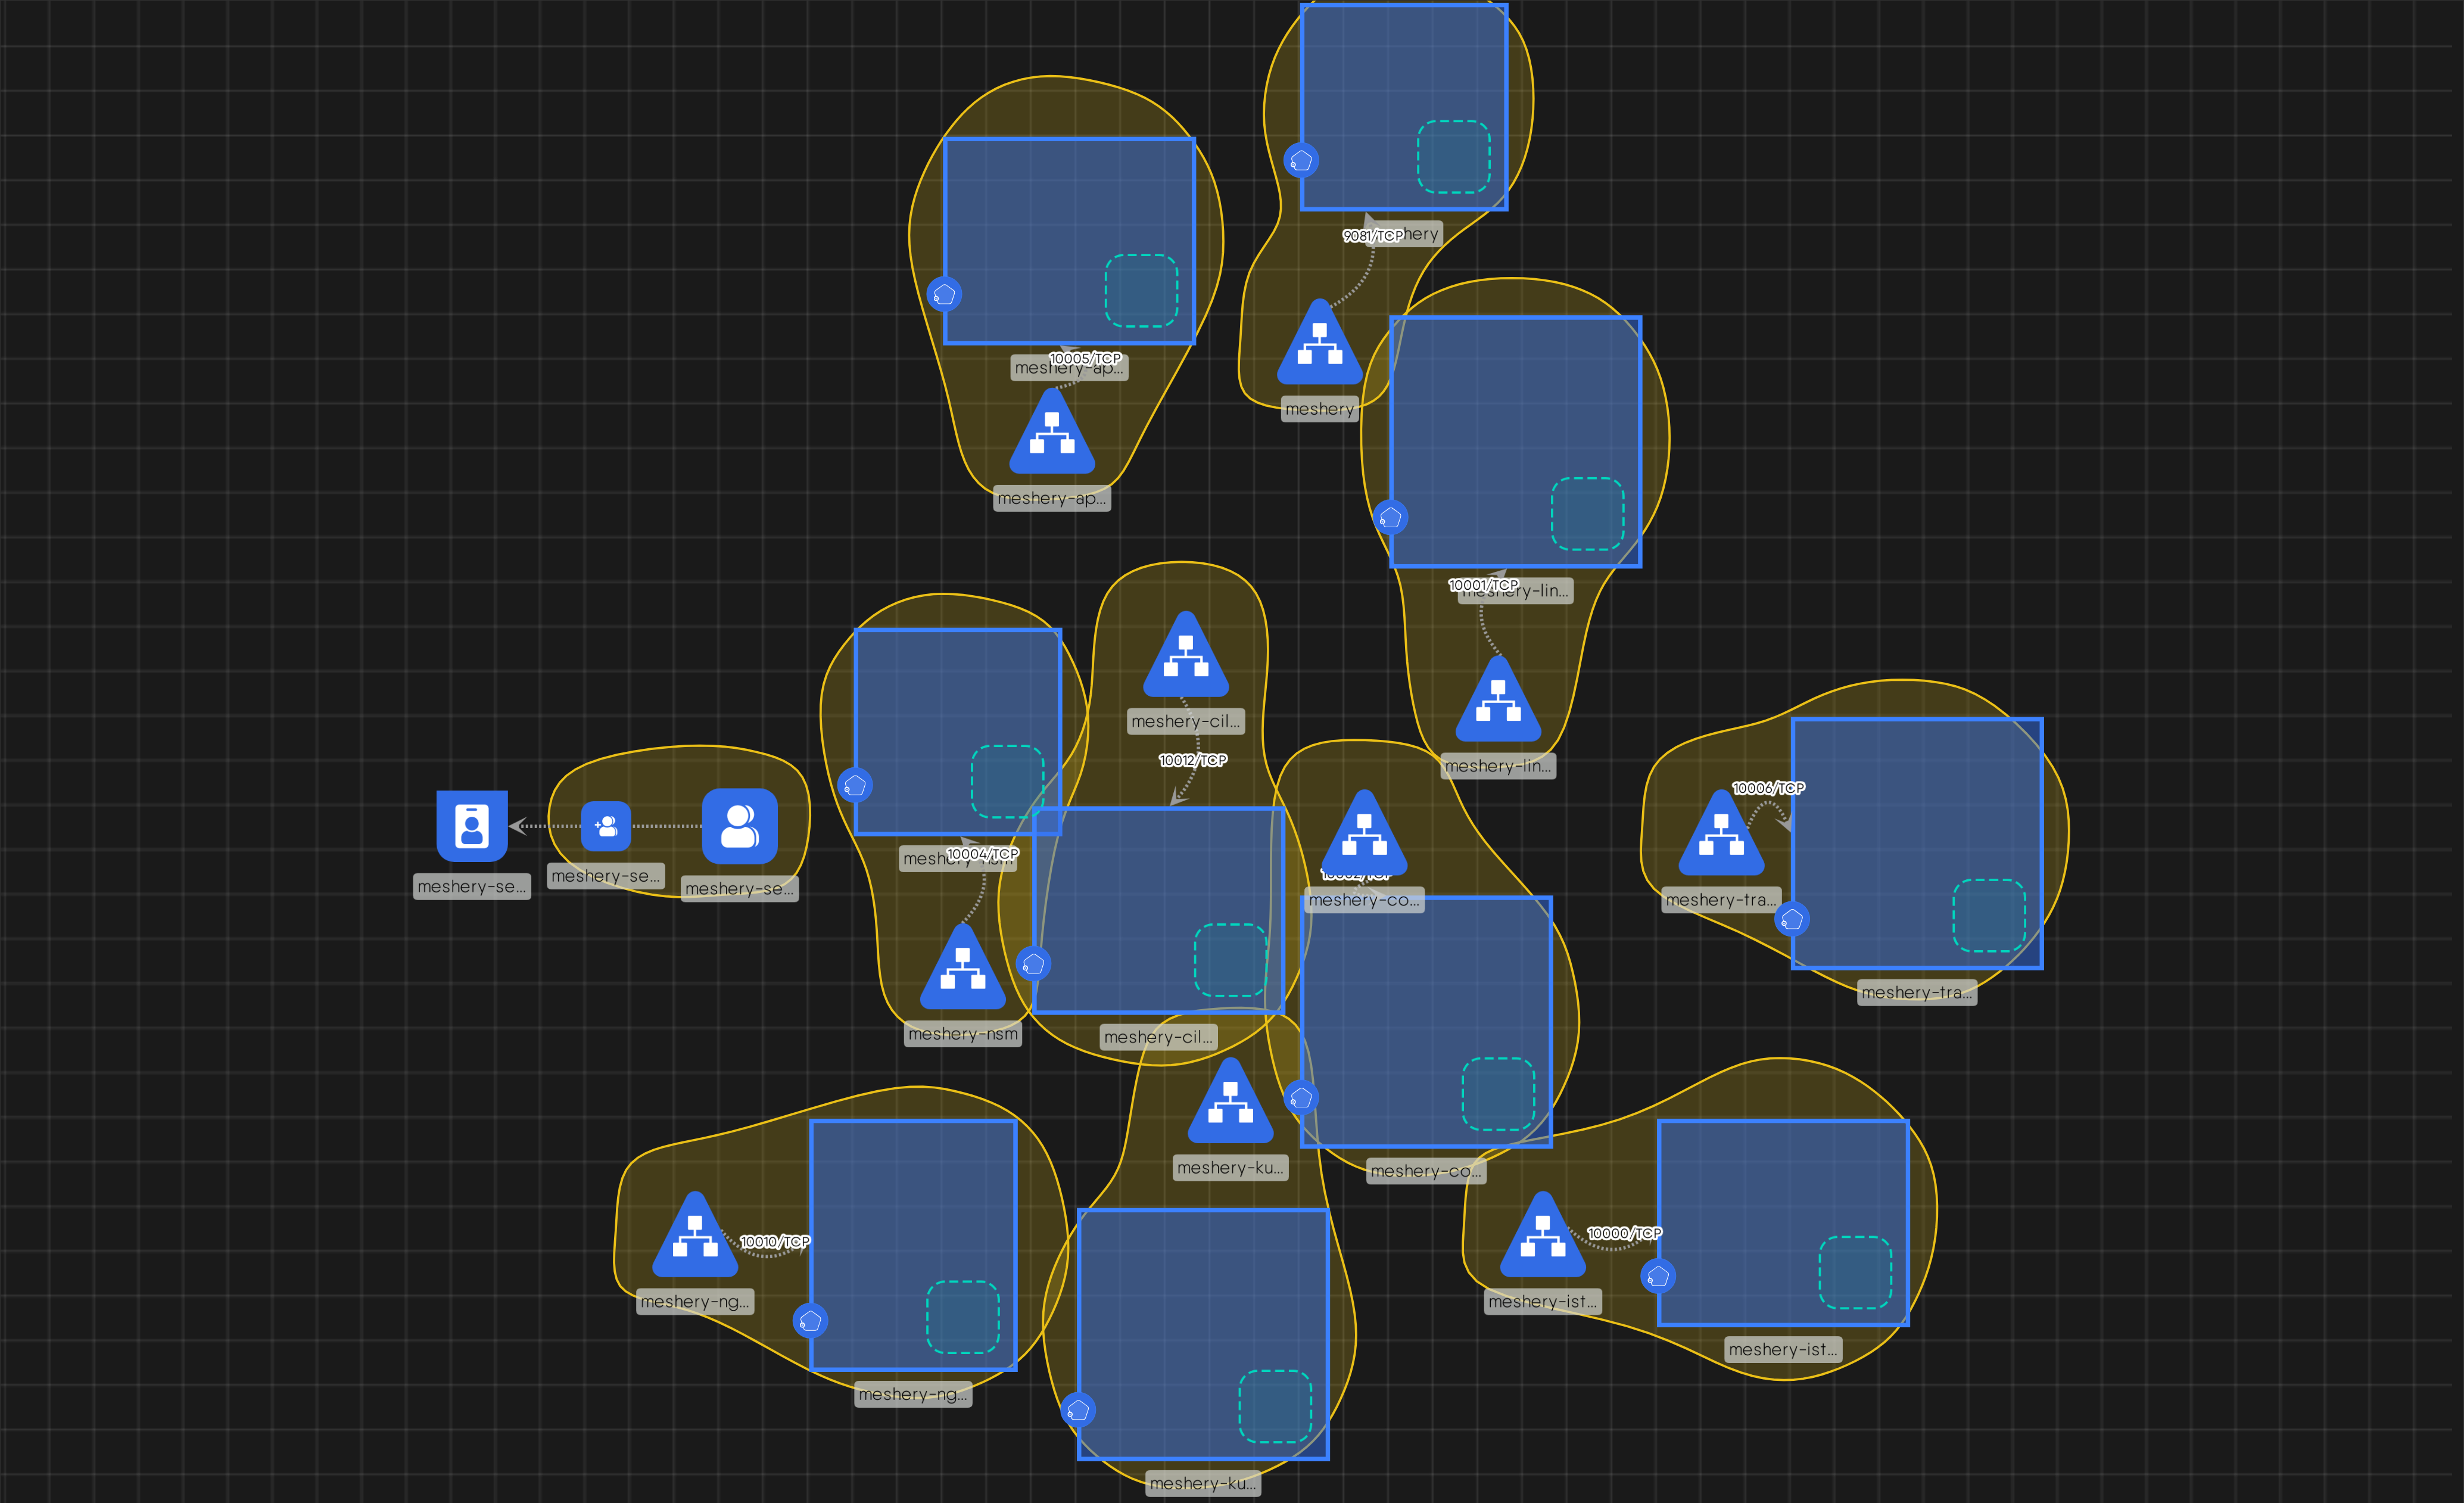 9081/TCP
meshery
10005/TCP
meshery-ap...
meshery-ap...
10001/TCP
meshery-lin...
meshery-lin...
meshery-cil...
10012/TCP
meshery-cil...
10004/TCP
meshery-nsm
meshery-se...
meshery-se...
meshery-se...
meshery-co...
meshery-co...
10006/TCP
meshery-tra...
meshery-tra...
meshery-ku...
meshery-ku...
10010/TCP
meshery-ng...
meshery-ng...
10000/TCP
meshery-ist...
meshery-ist...